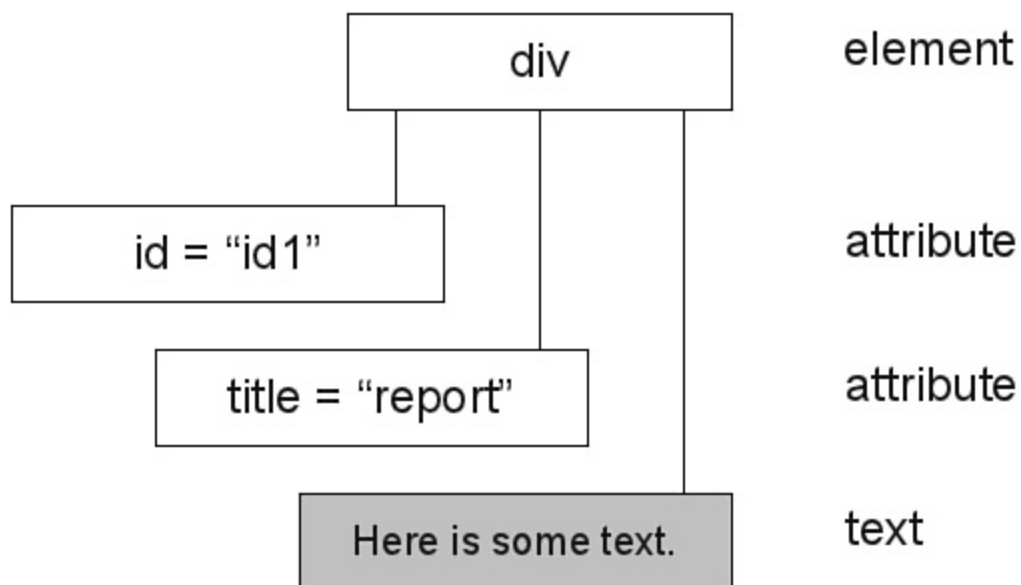 div element
id = “id1” attribute
title = “report” attribute
Here is some text. text